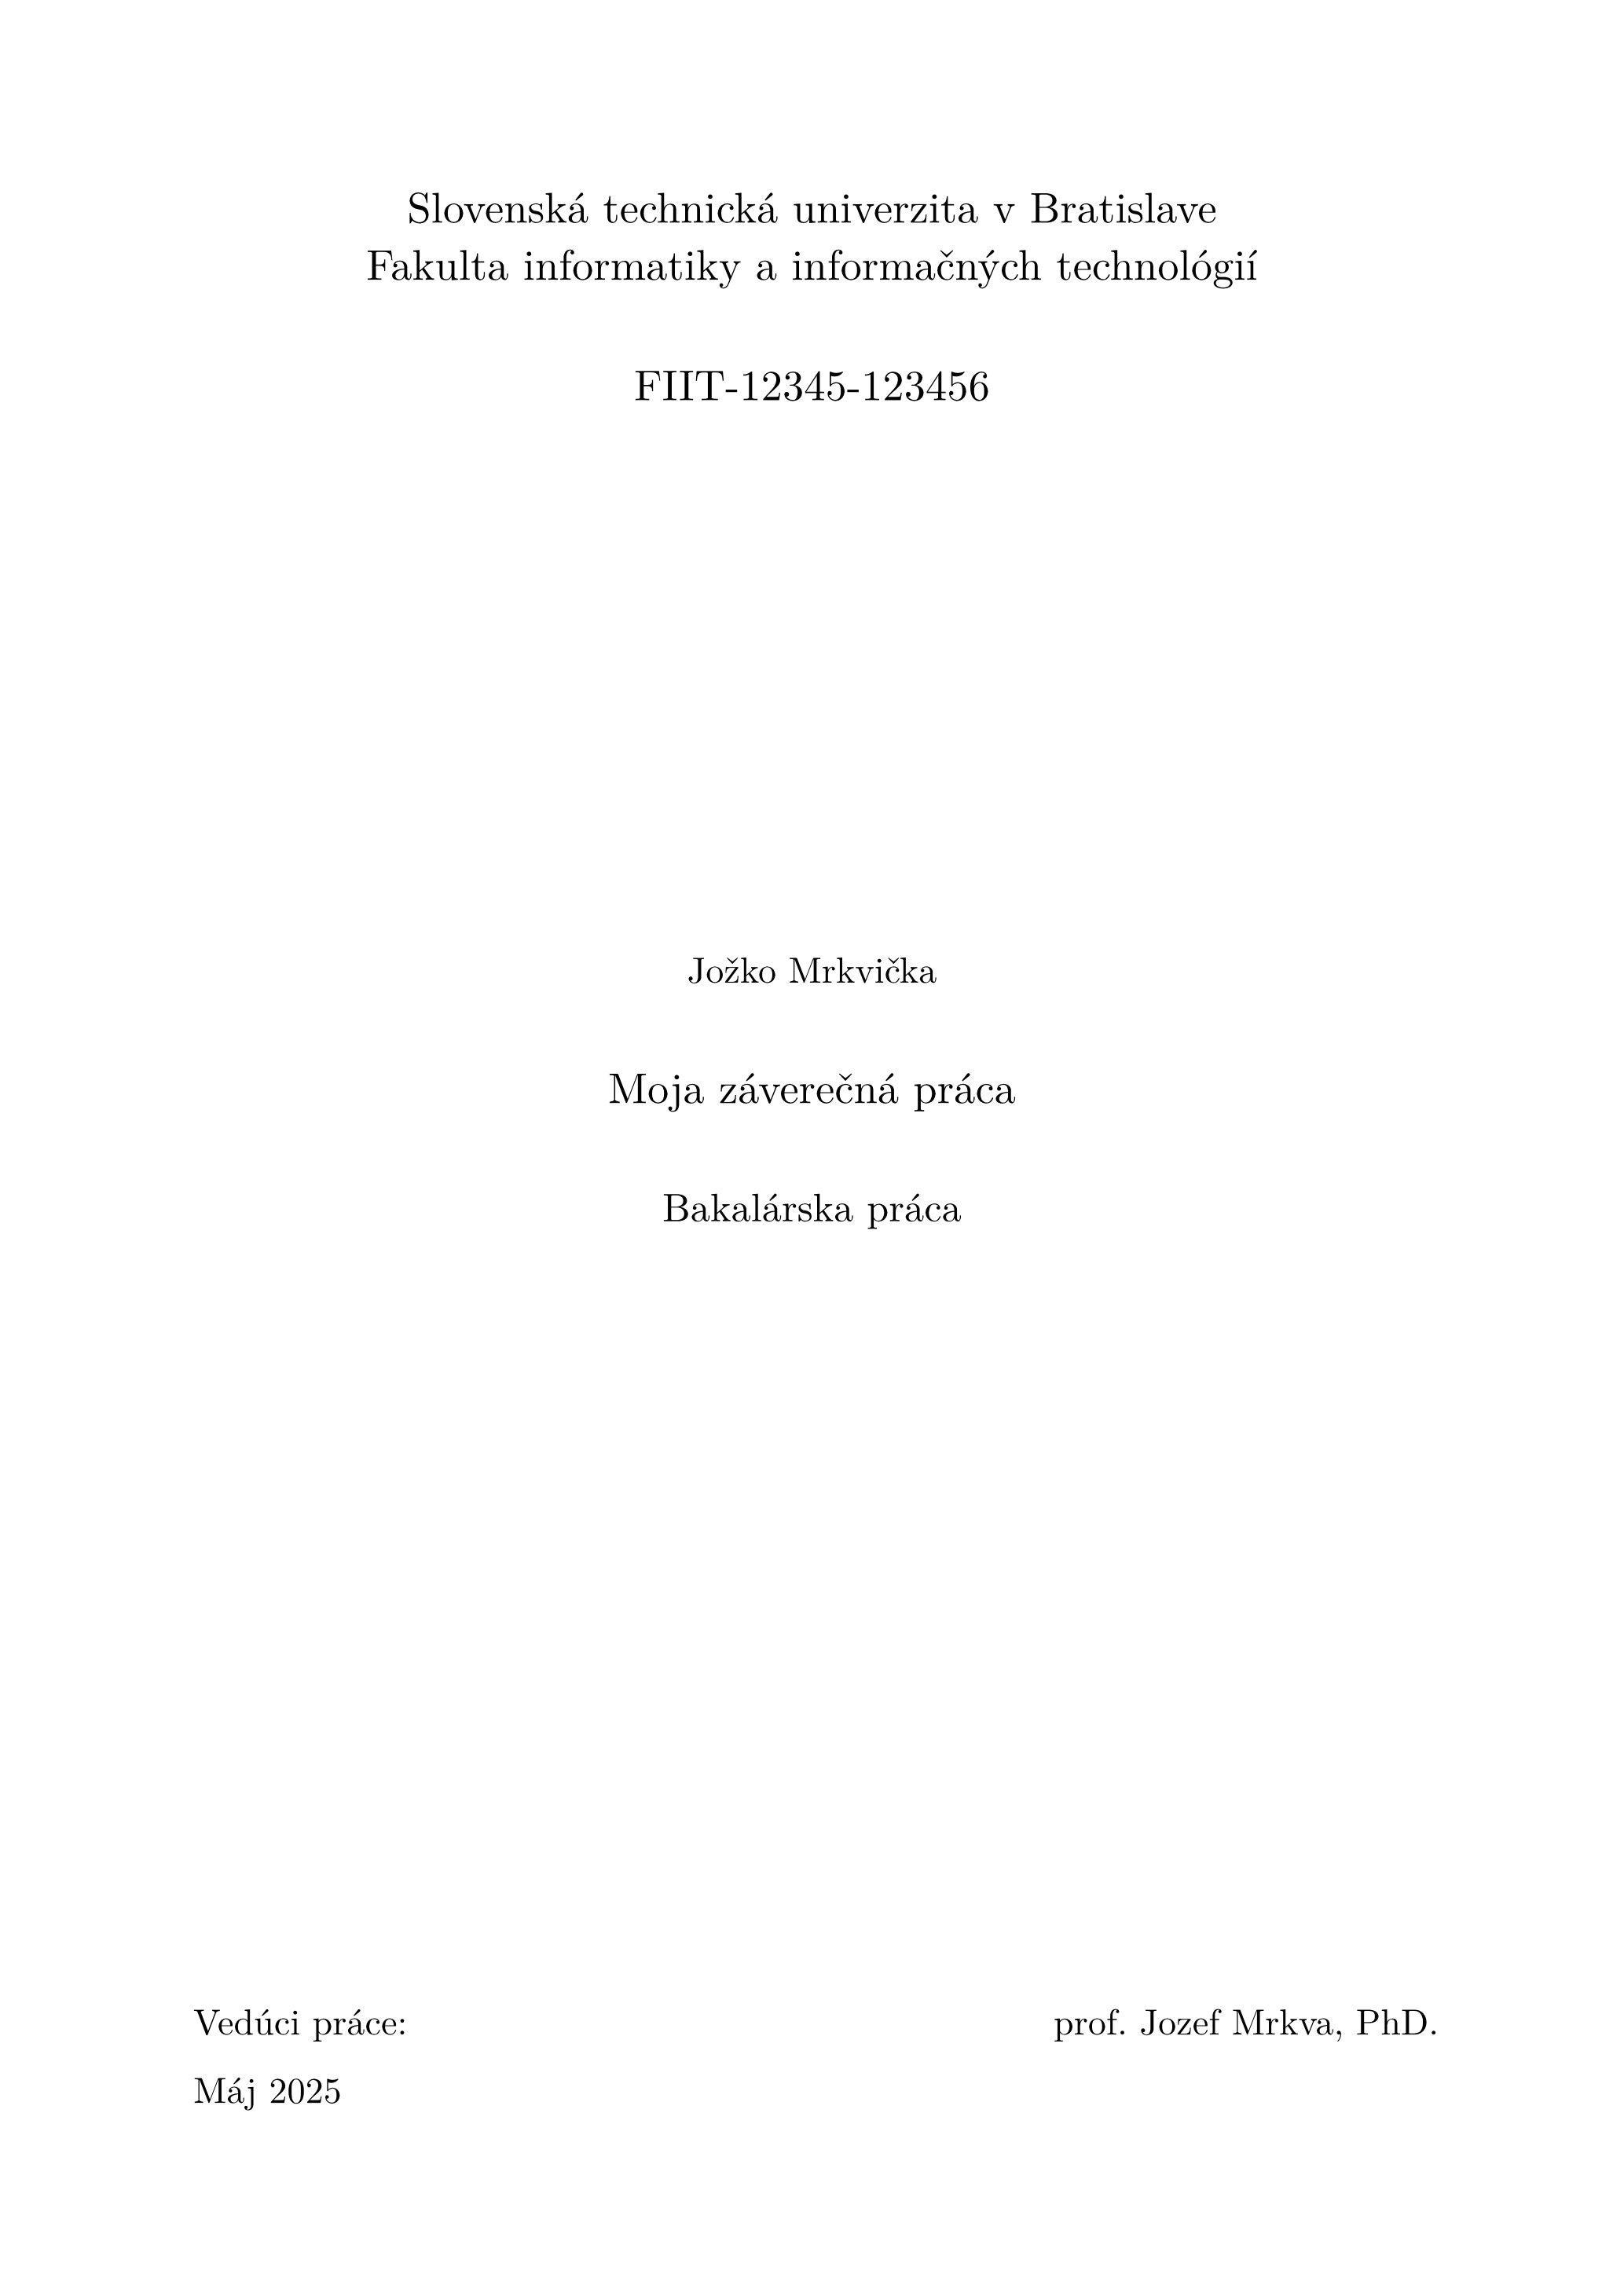 Slovenská technická univerzita v Bratislave
Fakulta informatiky a informačných technológií
FIIT-12345-123456
Jožko Mrkvička
Moja záverečná práca
Bakalárska práca
Vedúci práce: prof. Jozef Mrkva, PhD.
Máj 2025